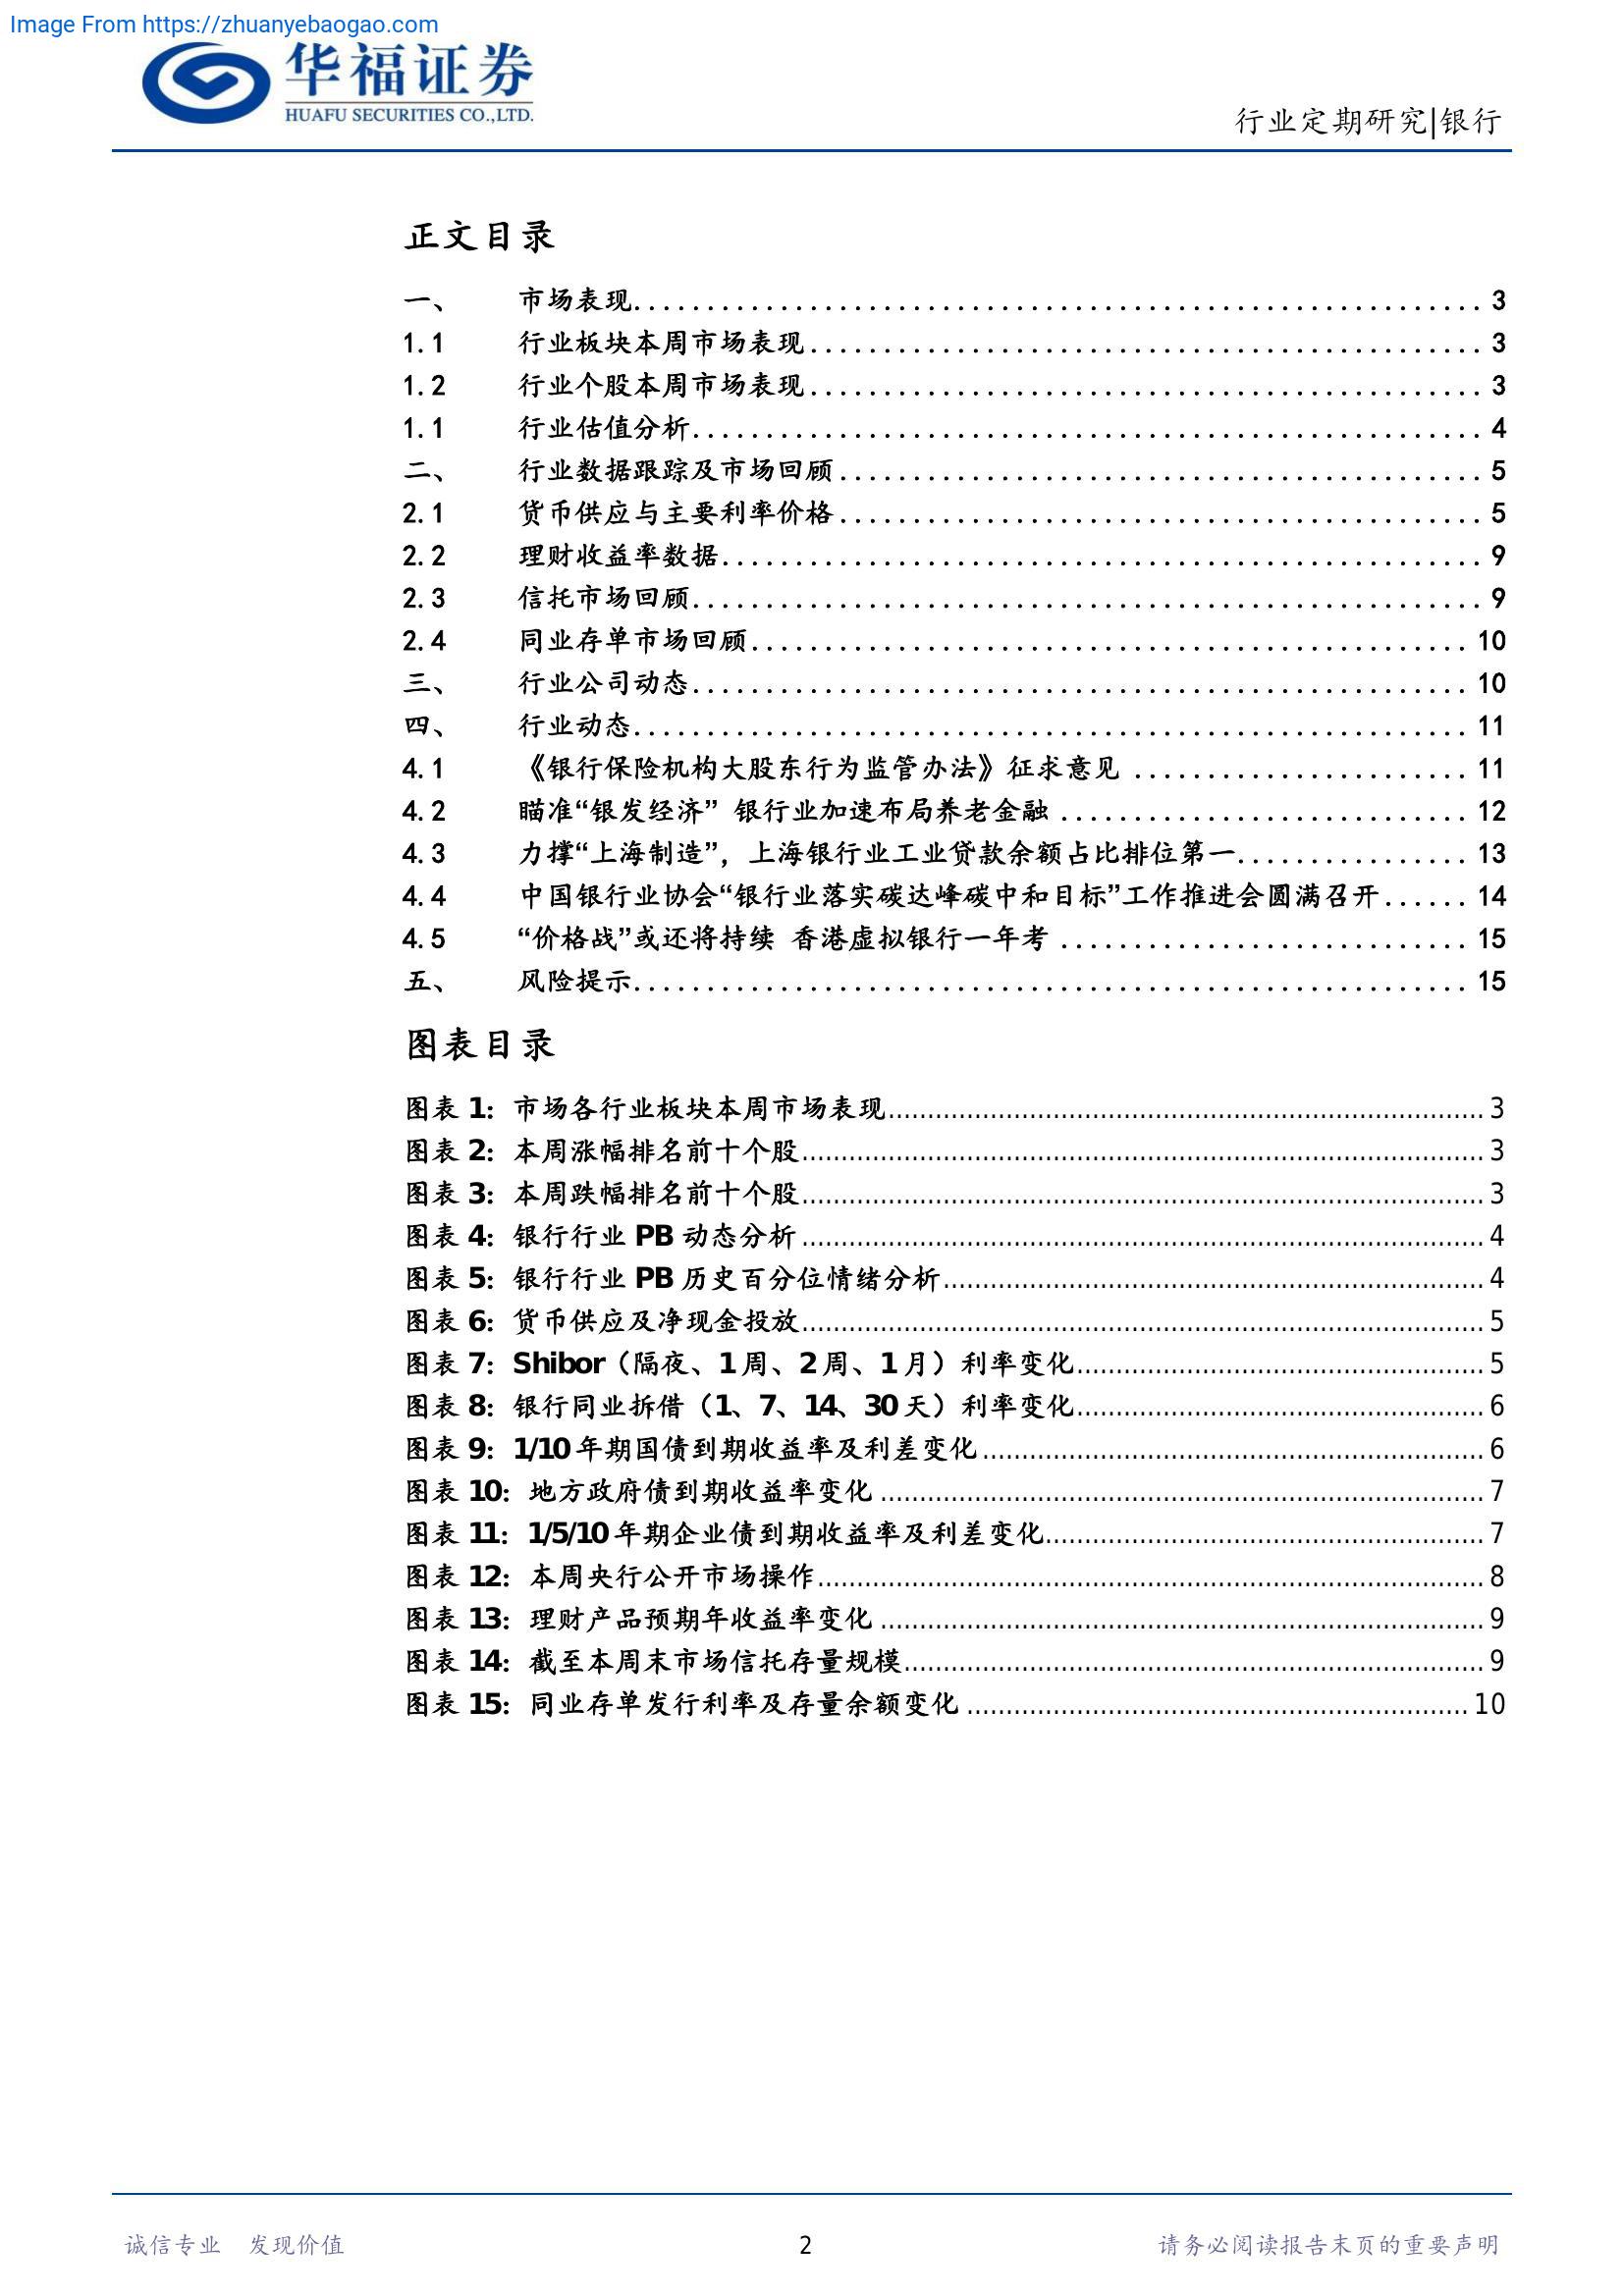 Image From https://zhuanyebaogao.com
华福证券
HUAFU SECURITIES CO.,LTD.
行业定期研究|银行
正文目录
一、 市场表现 3
1.1 行业板块本周市场表现 3
1.2 行业个股本周市场表现 3
1.1 行业估值分析 4
二、 行业数据跟踪及市场回顾 5
2.1 货币供应与主要利率价格 5
2.2 理财收益率数据 9
2.3 信托市场回顾 9
2.4 同业存单市场回顾 10
三、 行业公司动态 10
四、 行业动态 11
4.1 《银行保险机构大股东行为监管办法》征求意见 11
4.2 瞄准“银发经济” 银行业加速布局养老金融 12
4.3 力撑“上海制造”，上海银行业工业贷款余额占比排位第一 13
4.4 中国银行业协会“银行业落实碳达峰碳中和目标”工作推进会圆满召开 14
4.5 “价格战”或还将持续 香港虚拟银行一年考 15
五、 风险提示 15
图表目录
图表 1：市场各行业板块本周市场表现 3
图表 2：本周涨幅排名前十个股 3
图表 3：本周跌幅排名前十个股 3
图表 4：银行行业 PB 动态分析 4
图表 5：银行行业 PB 历史百分位情绪分析 4
图表 6：货币供应及净现金投放 5
图表 7：Shibor（隔夜、1 周、2 周、1 月）利率变化 5
图表 8：银行同业拆借（1、7、14、30 天）利率变化 6
图表 9：1/10 年期国债到期收益率及利差变化 6
图表 10：地方政府债到期收益率变化 7
图表 11：1/5/10 年期企业债到期收益率及利差变化 7
图表 12：本周央行公开市场操作 8
图表 13：理财产品预期年收益率变化 9
图表 14：截至本周末市场信托存量规模 9
图表 15：同业存单发行利率及存量余额变化 10
诚信专业 发现价值 2 请务必阅读报告末页的重要声明